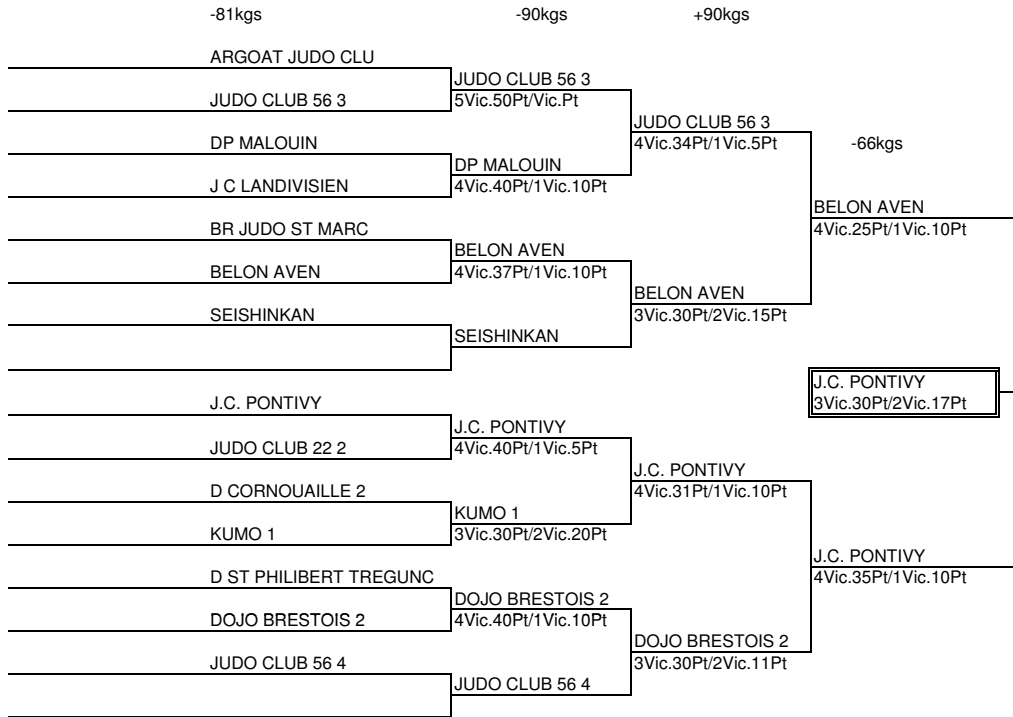 -81kgs -90kgs +90kgs
ARGOAT JUDO CLU
JUDO CLUB 56 3
JUDO CLUB 56 3
5Vic.50Pt/Vic.Pt
JUDO CLUB 56 3
4Vic.34Pt/1Vic.5Pt
-66kgs
DP MALOUIN
DP MALOUIN
J C LANDIVISIEN
4Vic.40Pt/1Vic.10Pt
BELON AVEN
4Vic.25Pt/1Vic.10Pt
BR JUDO ST MARC
BELON AVEN
BELON AVEN
4Vic.37Pt/1Vic.10Pt
BELON AVEN
3Vic.30Pt/2Vic.15Pt
SEISHINKAN
SEISHINKAN
J.C. PONTIVY
3Vic.30Pt/2Vic.17Pt
J.C. PONTIVY
J.C. PONTIVY
JUDO CLUB 22 2
4Vic.40Pt/1Vic.5Pt
J.C. PONTIVY
4Vic.31Pt/1Vic.10Pt
D CORNOUAILLE 2
KUMO 1
KUMO 1
3Vic.30Pt/2Vic.20Pt
J.C. PONTIVY
4Vic.35Pt/1Vic.10Pt
D ST PHILIBERT TREGUNC
DOJO BRESTOIS 2
DOJO BRESTOIS 2
4Vic.40Pt/1Vic.10Pt
DOJO BRESTOIS 2
3Vic.30Pt/2Vic.11Pt
JUDO CLUB 56 4
JUDO CLUB 56 4